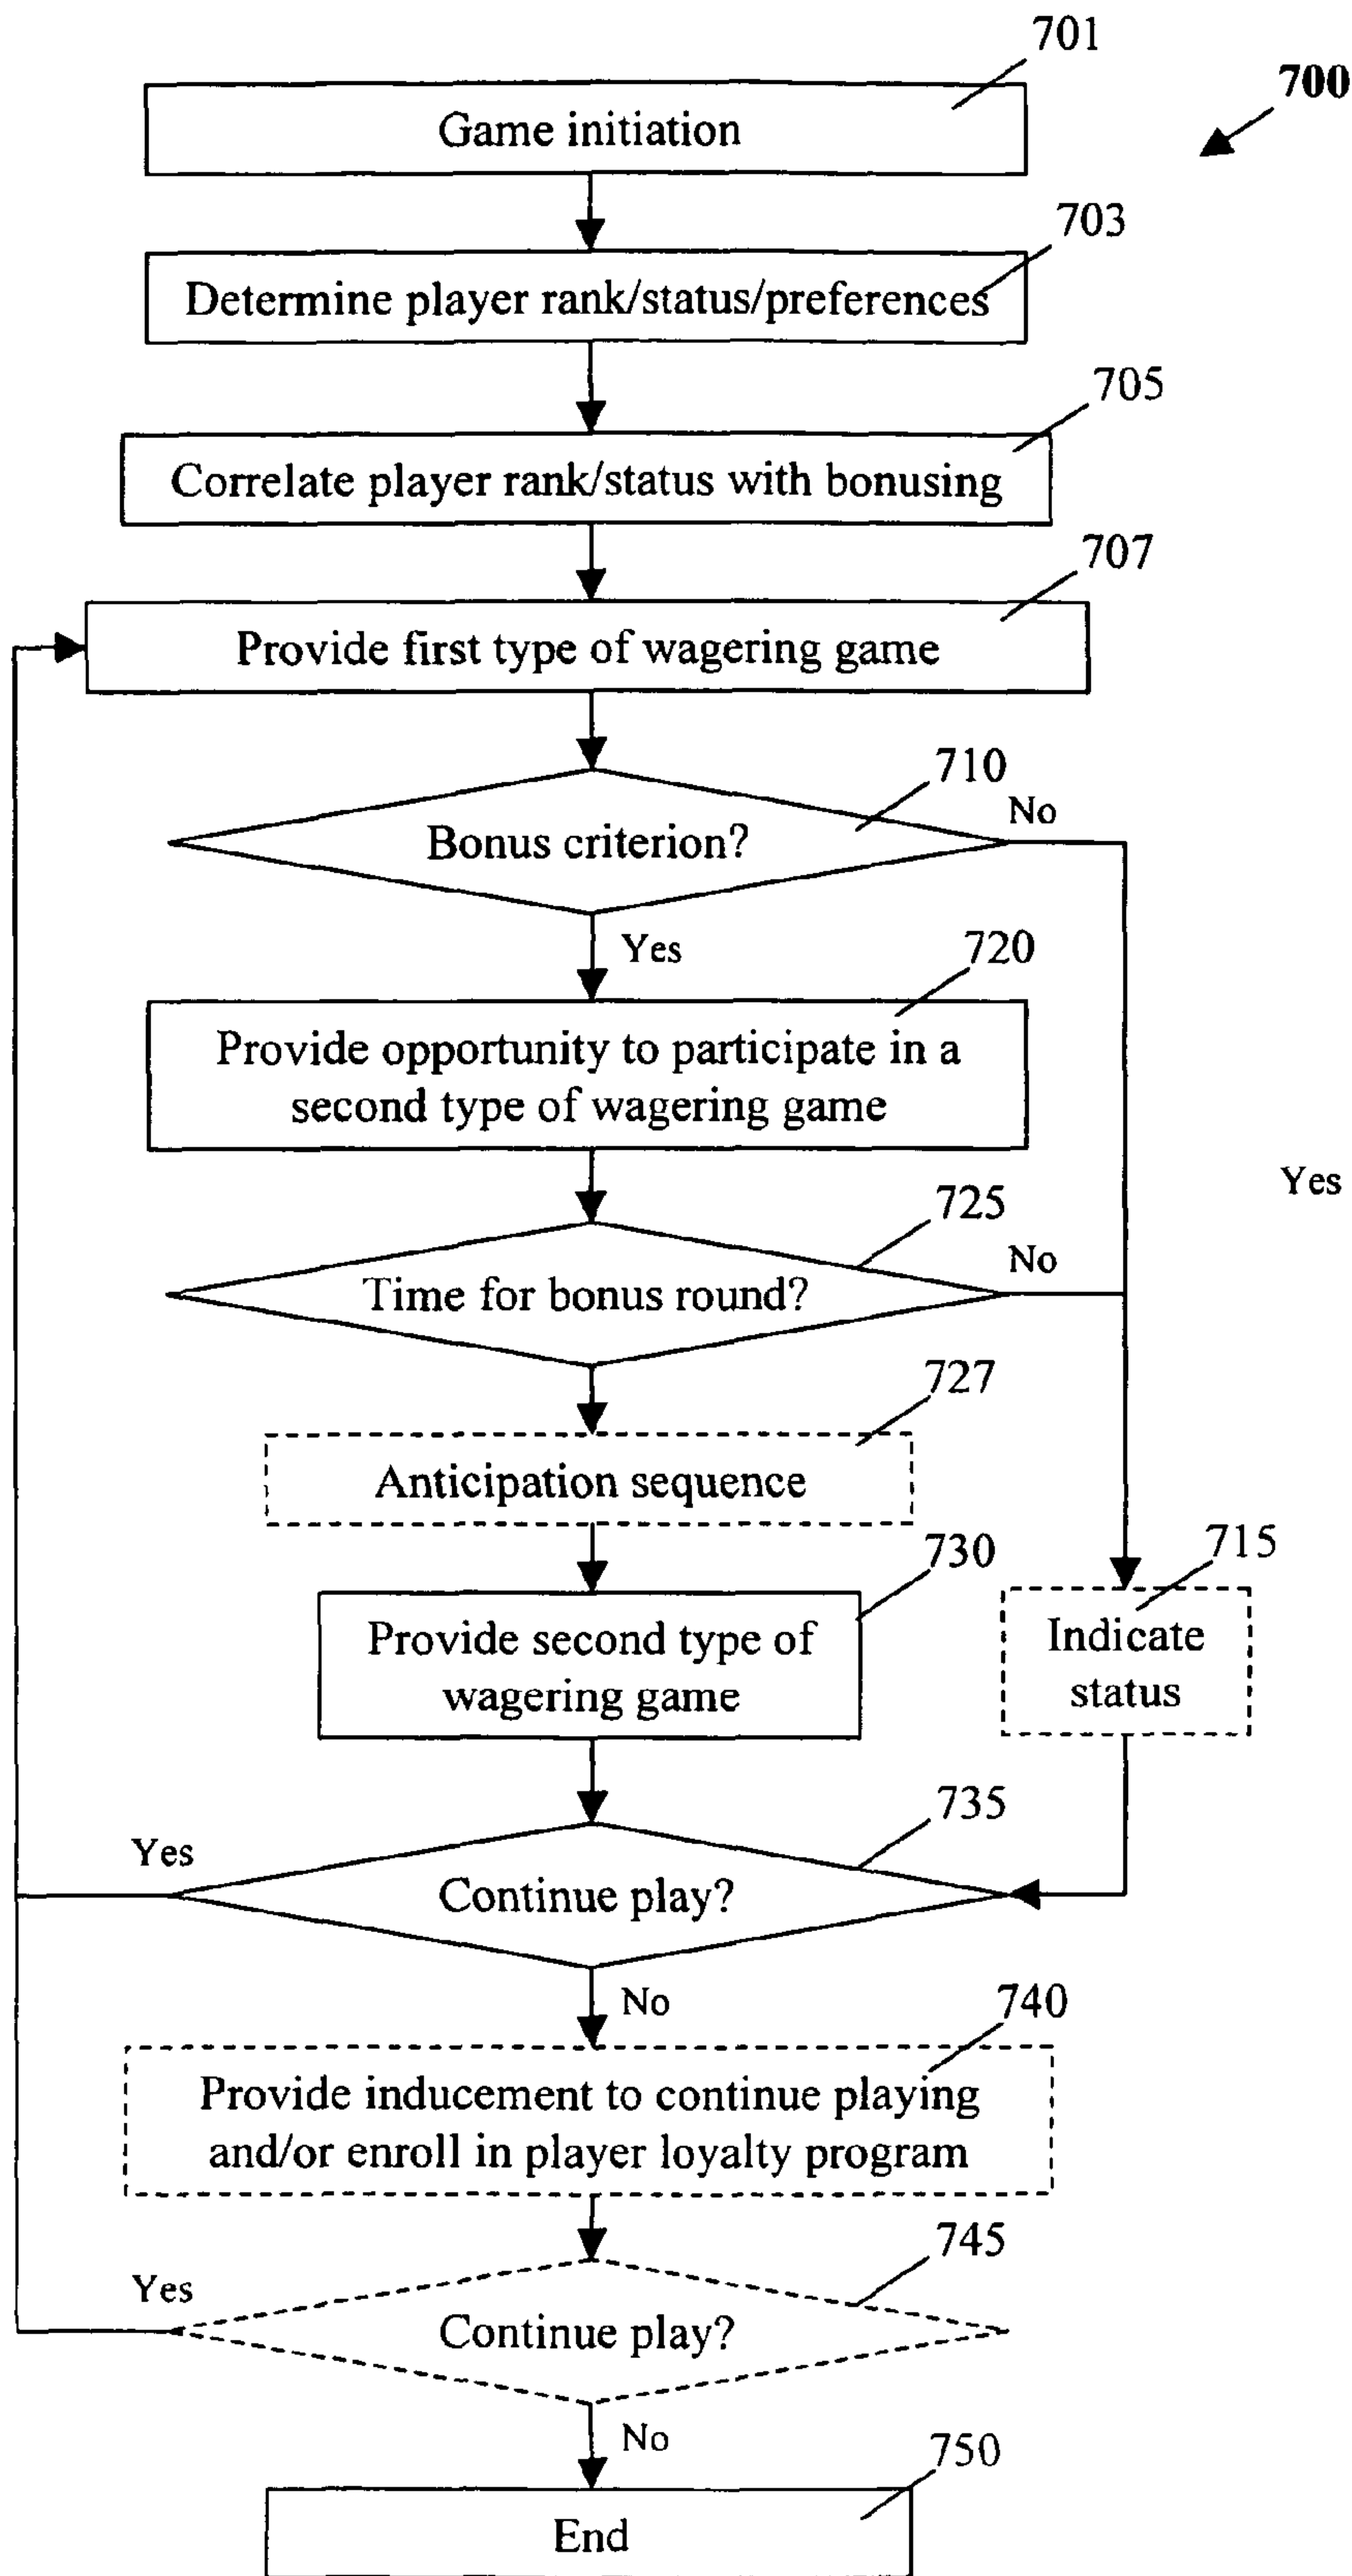 701
700
Game initiation
703
Determine player rank/status/preferences
705
Correlate player rank/status with bonusing
707
Provide first type of wagering game
710
No
Bonus criterion?
Yes
720
Provide opportunity to participate in a
second type of wagering game
Yes
725
No
Time for bonus round?
727
Anticipation sequence
730
715
Provide second type of
wagering game
Indicate
status
735
Yes
Continue play?
No
740
Provide inducement to continue playing
and/or enroll in player loyalty program
745
Yes
Continue play?
No
750
End